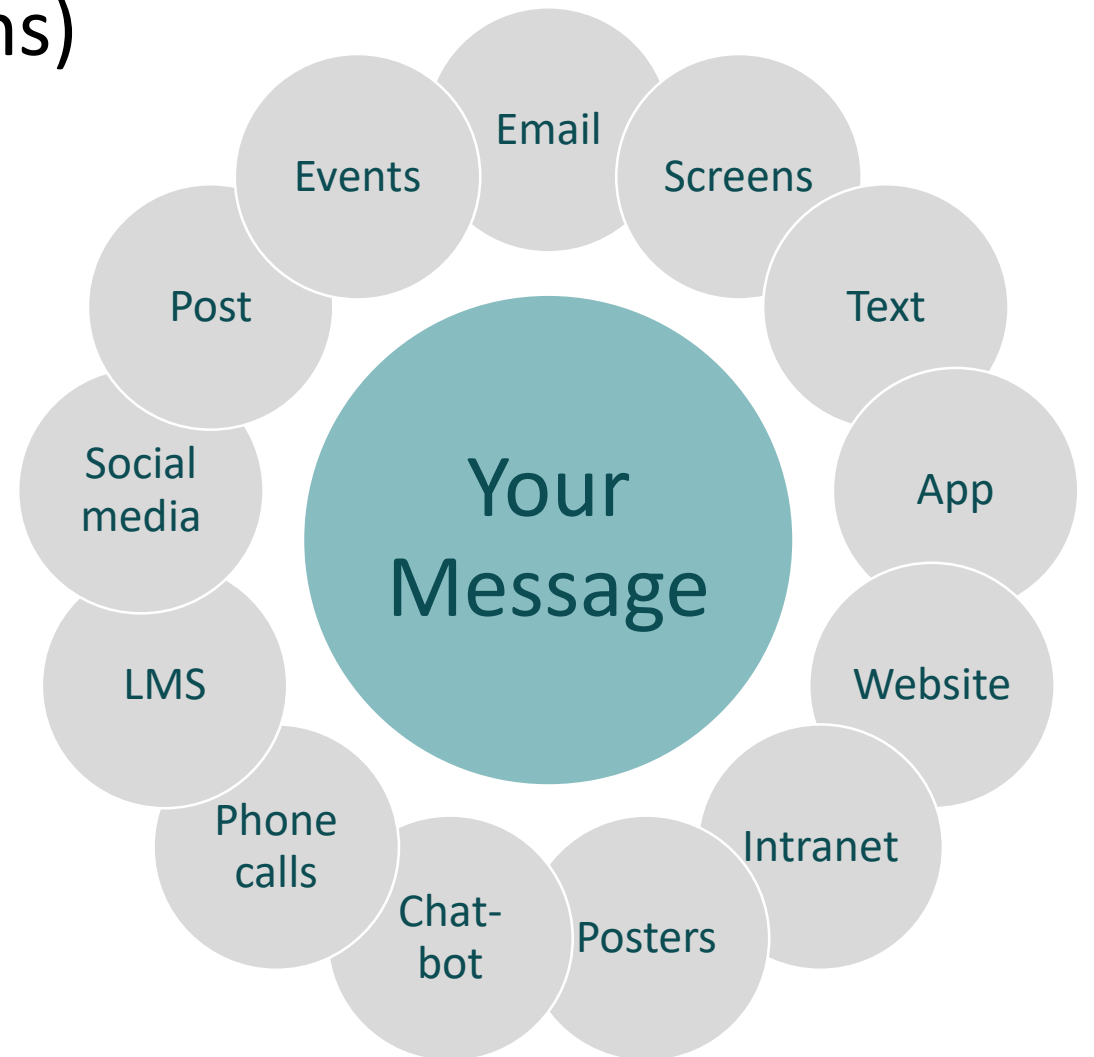 ns)
Email
Screens
Text
App
Website
Intranet
Posters
Chat-
bot
Phone
calls
LMS
Social
media
Post
Events
Your
Message